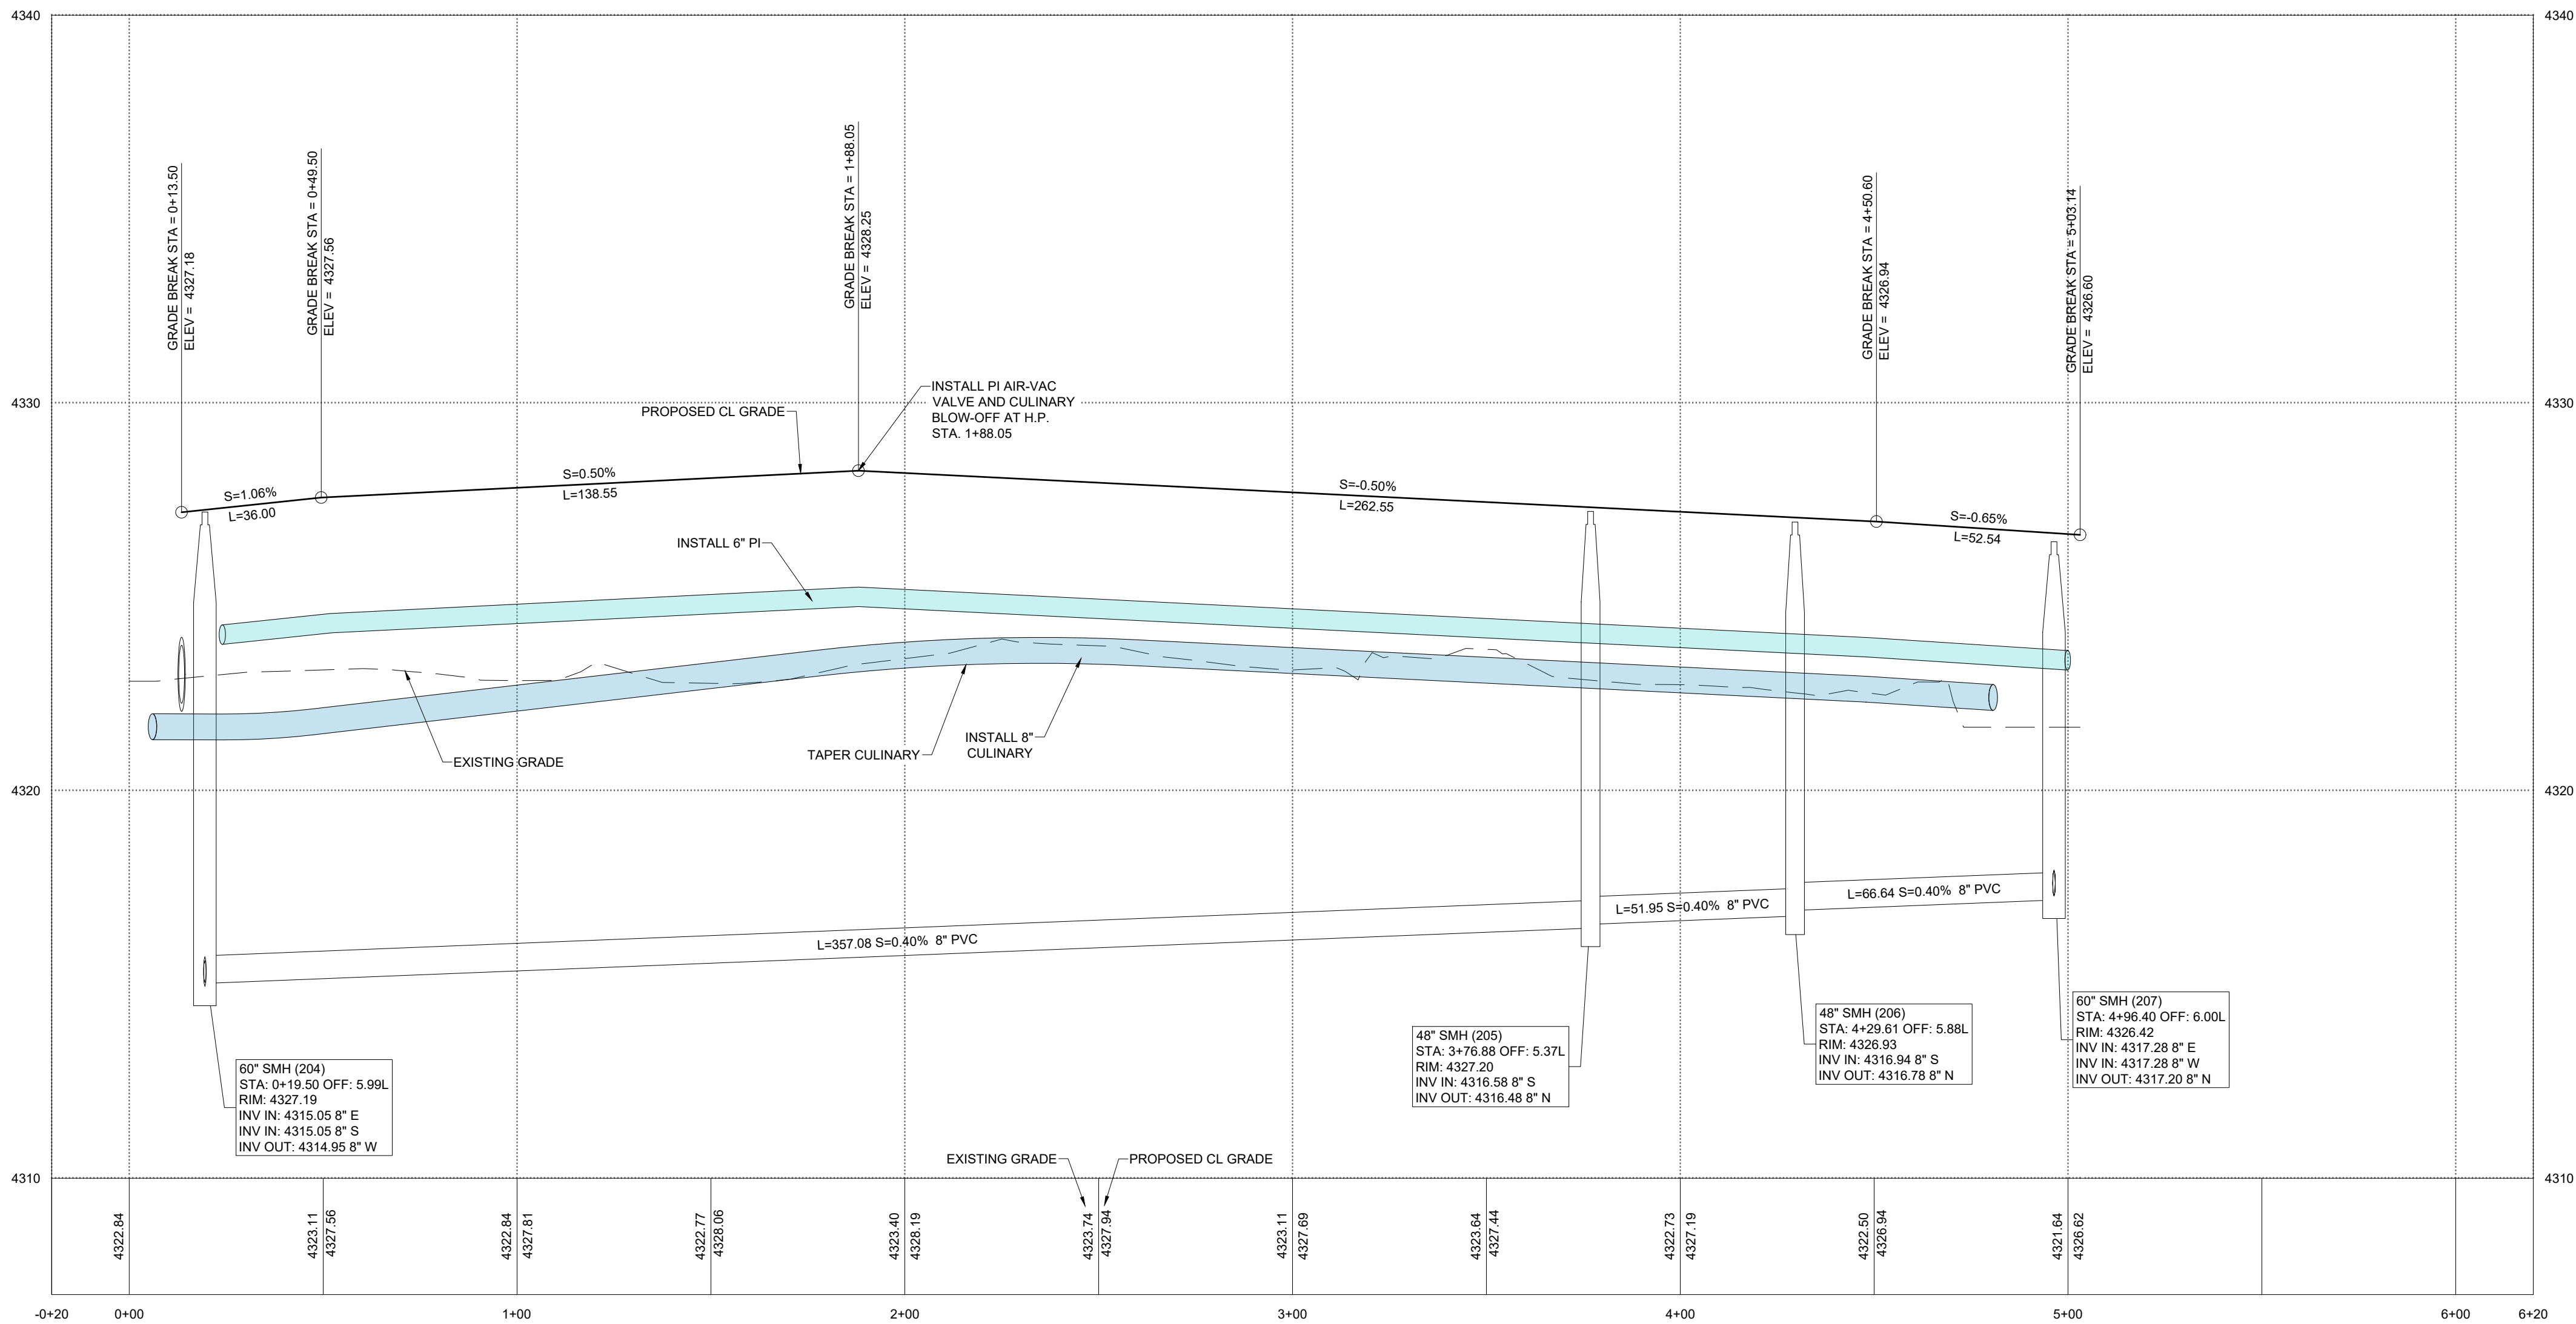 4340
4340
GRADE BREAK STA = 0+13.50
ELEV = 4327.18
GRADE BREAK STA = 0+49.50
ELEV = 4327.56
GRADE BREAK STA = 1+88.05
ELEV = 4328.25
GRADE BREAK STA = 4+50.60
ELEV = 4326.94
GRADE BREAK STA = 5+03.14
ELEV = 4326.60
INSTALL PI AIR-VAC
VALVE AND CULINARY
BLOW-OFF AT H.P.
STA. 1+88.05
PROPOSED CL GRADE
4330
4330
S=1.06%
L=36.00
S=0.50%
L=138.55
S=-0.50%
L=262.55
S=-0.65%
L=52.54
INSTALL 6" PI
EXISTING GRADE
TAPER CULINARY
INSTALL 8"
CULINARY
4320
4320
L=357.08 S=0.40% 8" PVC
L=51.95 S=0.40% 8" PVC
L=66.64 S=0.40% 8" PVC
60" SMH (204)
STA: 0+19.50 OFF: 5.99L
RIM: 4327.19
INV IN: 4315.05 8" E
INV IN: 4315.05 8" S
INV OUT: 4314.95 8" W
48" SMH (205)
STA: 3+76.88 OFF: 5.37L
RIM: 4327.20
INV IN: 4316.58 8" S
INV OUT: 4316.48 8" N
48" SMH (206)
STA: 4+29.61 OFF: 5.88L
RIM: 4326.93
INV IN: 4316.94 8" S
INV OUT: 4316.78 8" N
60" SMH (207)
STA: 4+96.40 OFF: 6.00L
RIM: 4326.42
INV IN: 4317.28 8" E
INV IN: 4317.28 8" W
INV OUT: 4317.20 8" N
EXISTING GRADE
PROPOSED CL GRADE
4310
4310
4322.84
4323.11
4327.56
4322.84
4327.81
4322.77
4328.06
4323.40
4328.19
4323.74
4327.94
4323.11
4327.69
4323.64
4327.44
4322.73
4327.19
4322.50
4326.94
4321.64
4326.62
-0+20
0+00
1+00
2+00
3+00
4+00
5+00
6+00
6+20